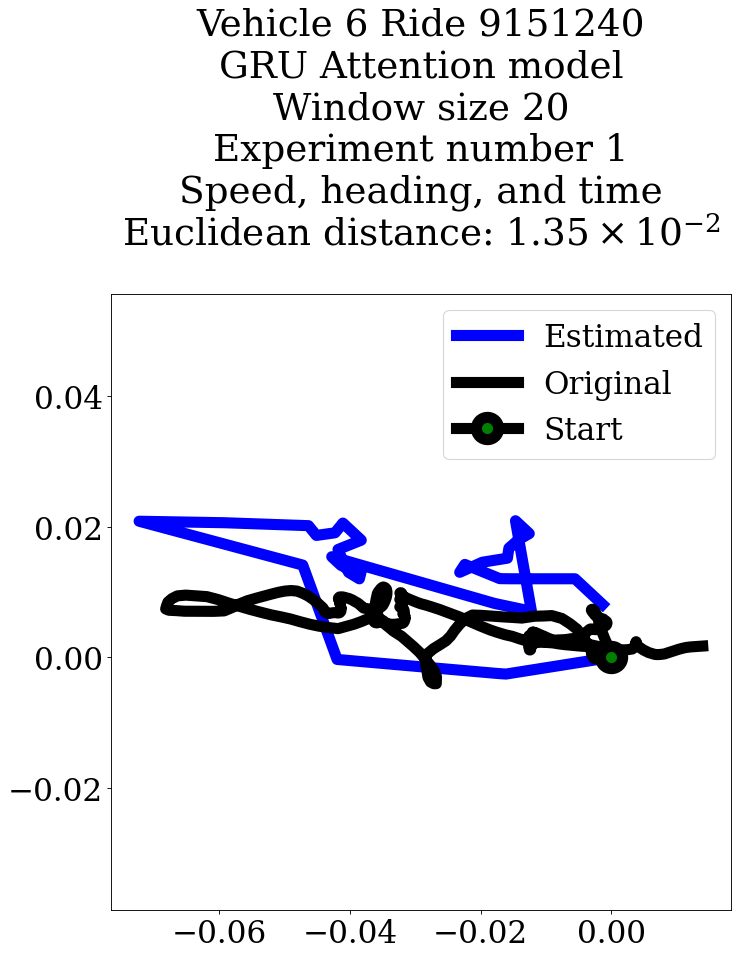 Vehicle 6 Ride 9151240
GRU Attention model
Window size 20
Experiment number 1
Speed, heading, and time
Euclidean distance: 1.35 × 10⁻²
Estimated
Original
Start
0.04
0.02
0.00
−0.02
−0.06 −0.04 −0.02 0.00